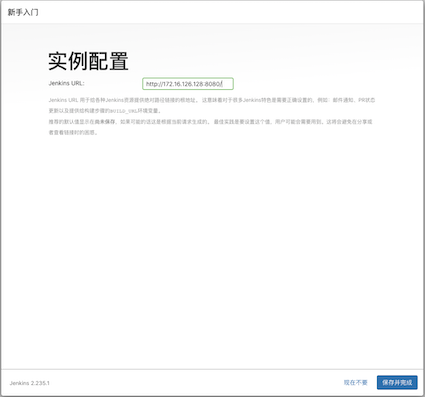 新手入门
实例配置
Jenkins URL:
http://172.16.126.128:8080/
Jenkins URL 用于给各种Jenkins资源提供绝对路径链接的根地址。 这意味着对于很多Jenkins特色是需要正确设置的，例如：邮件通知、PR状态
更新以及提供给构建步骤的BUILD_URL环境变量。
推荐的默认值显示在尚未保存，如果可能的话这是根据当前请求生成的。 最佳实践是要设置这个值，用户可能会需要用到。这将会避免在分享或
者查看链接时的困惑。
Jenkins 2.235.1
现在不要
保存并完成